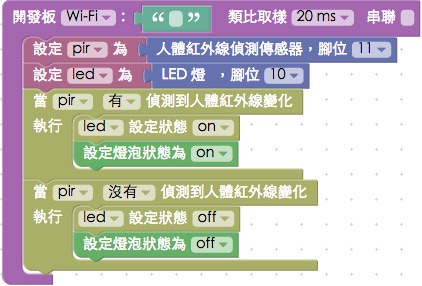 開發板 Wi-Fi : “ ” 類比取樣 20 ms 串聯
設定 pir 為 人體紅外線偵測傳感器，腳位 11
設定 led 為 LED 燈 ，腳位 10
當 pir 有 偵測到人體紅外線變化
執行 led 設定狀態 on
設定燈泡狀態為 on
當 pir 沒有 偵測到人體紅外線變化
執行 led 設定狀態 off
設定燈泡狀態為 off